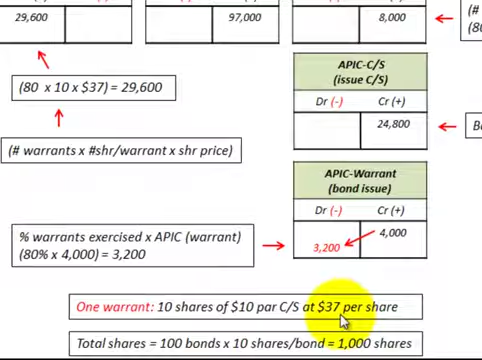 29,600
97,000
8,000
(#
(80
(80 x 10 x $37) = 29,600
(# warrants x #shr/warrant x shr price)
APIC-C/S
(issue C/S)
Dr (-) Cr (+)
24,800
APIC-Warrant
(bond issue)
Dr (-) Cr (+)
4,000
3,200
% warrants exercised x APIC (warrant)
(80% x 4,000) = 3,200
One warrant: 10 shares of $10 par C/S at $37 per share
Total shares = 100 bonds x 10 shares/bond = 1,000 shares